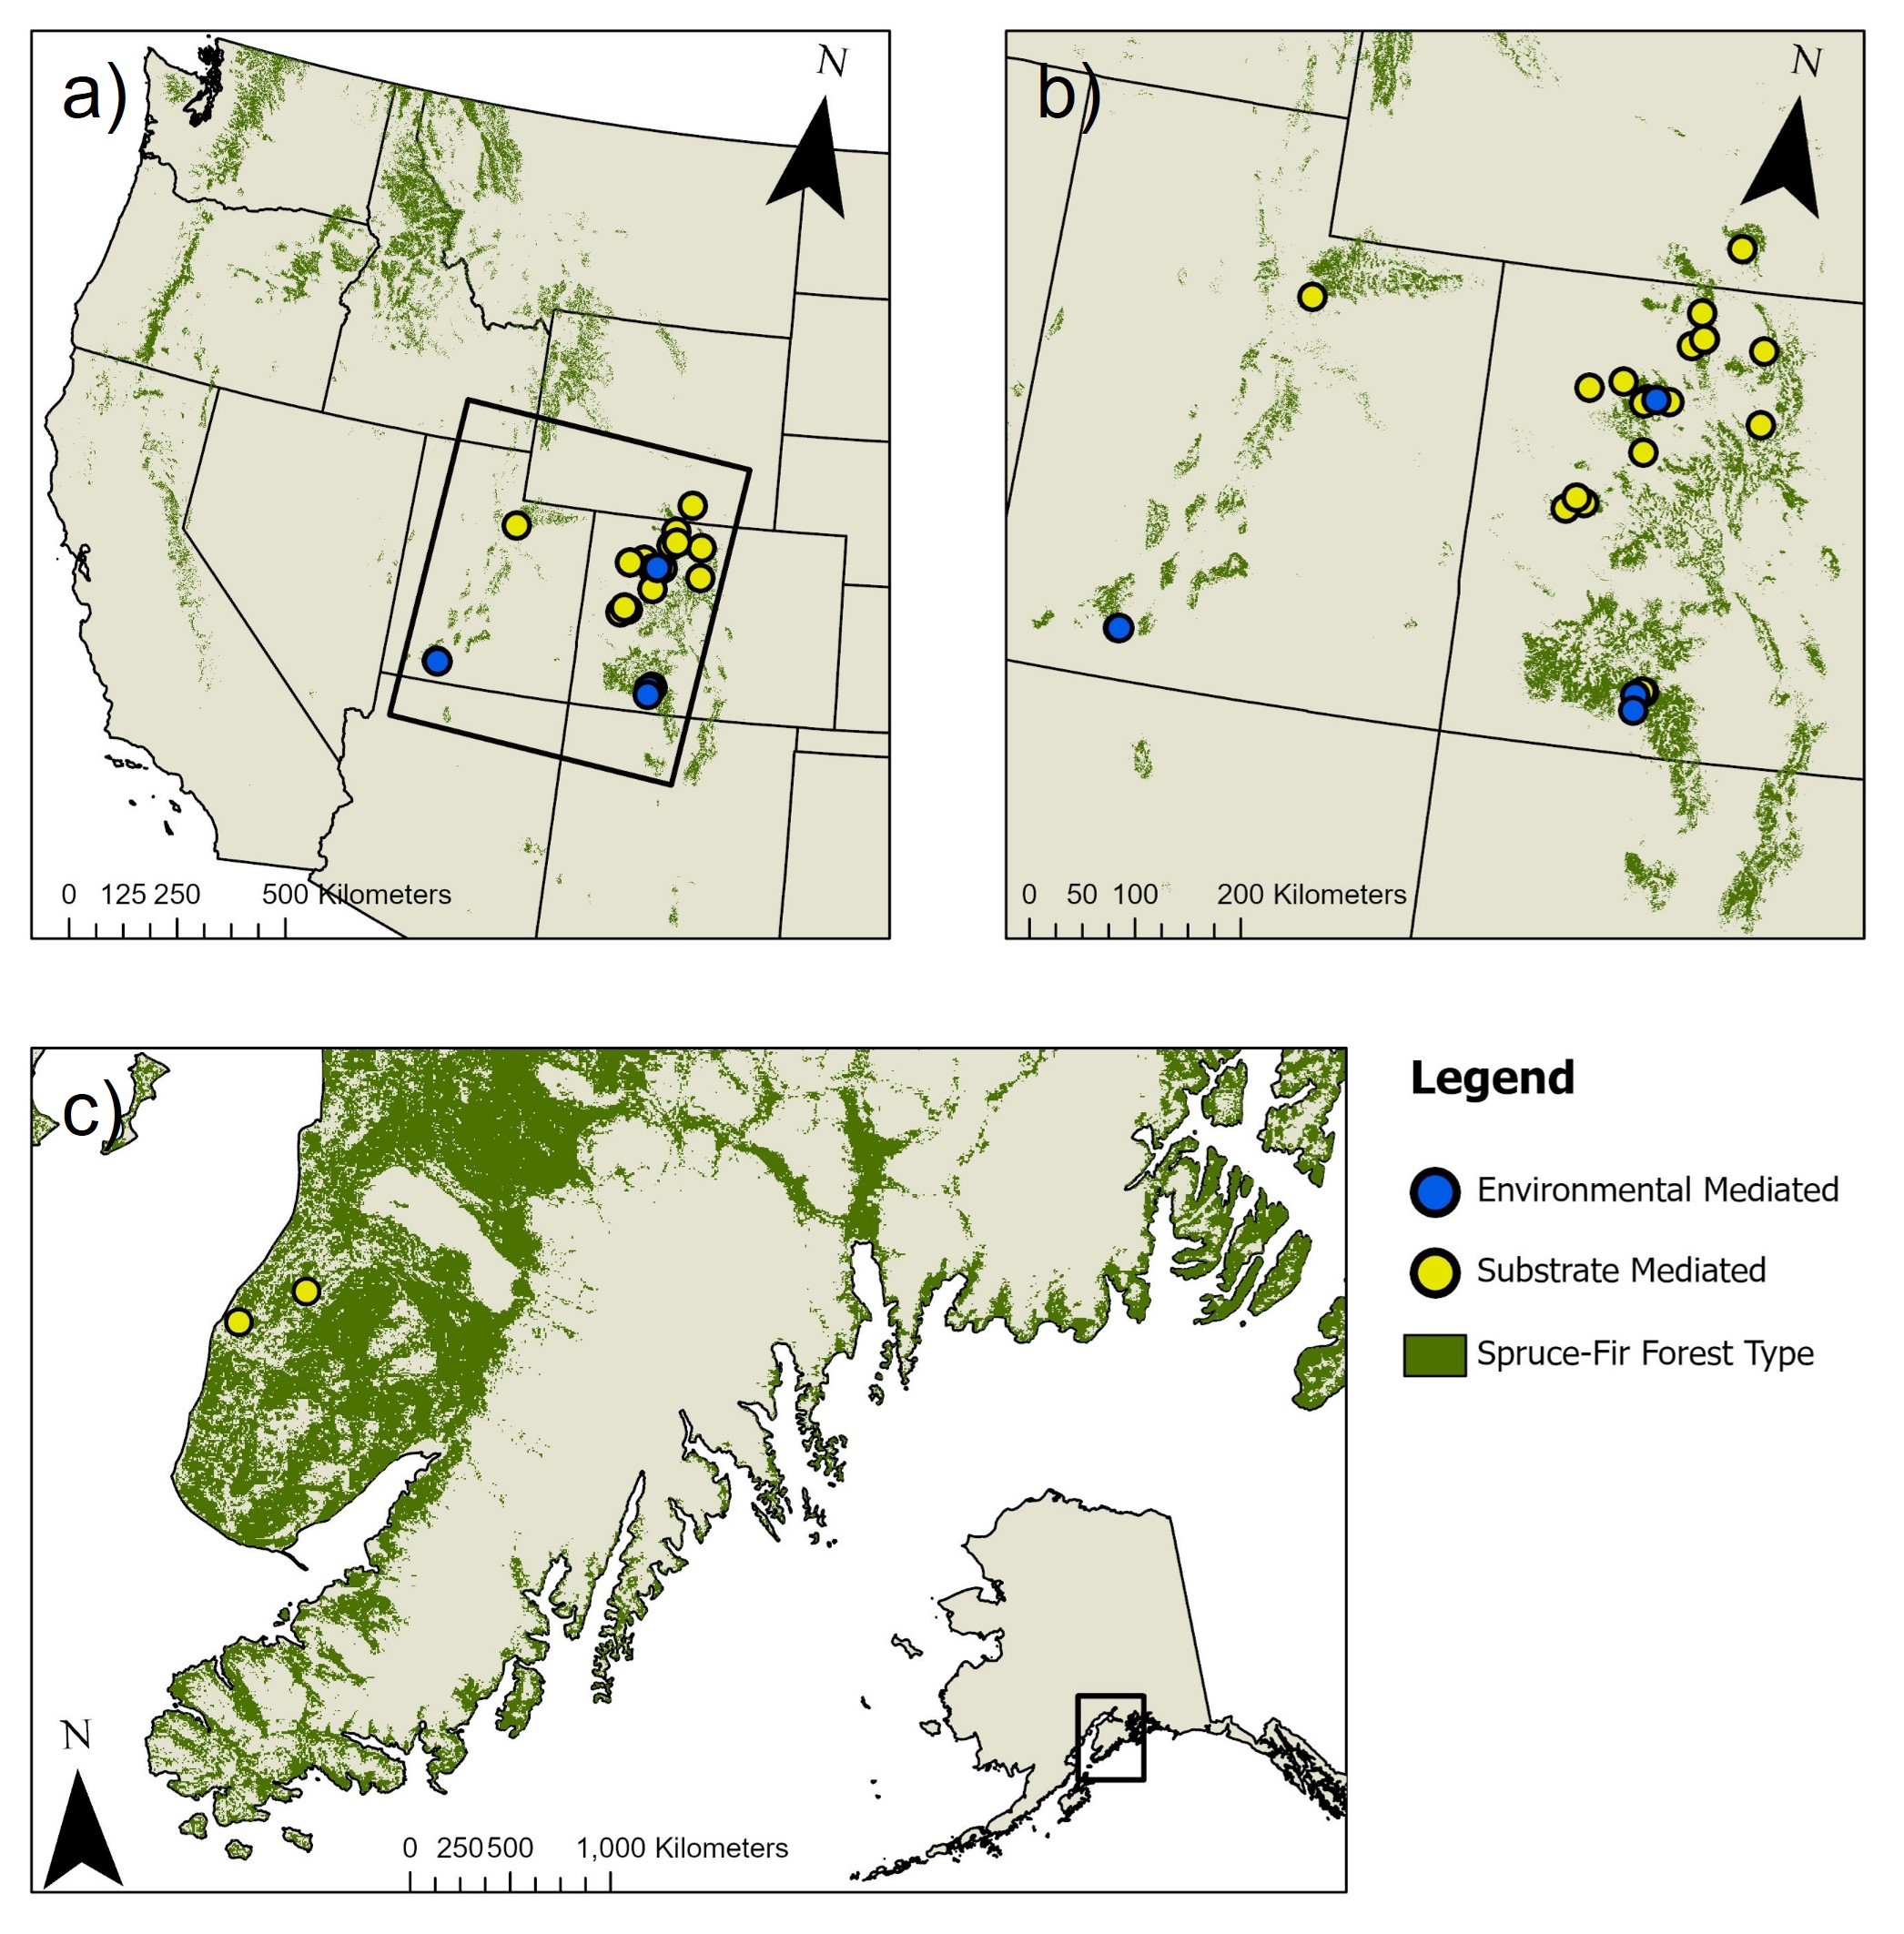 a)
N
0 125 250 500 Kilometers
b)
N
0 50 100 200 Kilometers
c)
N
0 250 500 1,000 Kilometers
Legend
Environmental Mediated
Substrate Mediated
Spruce-Fir Forest Type